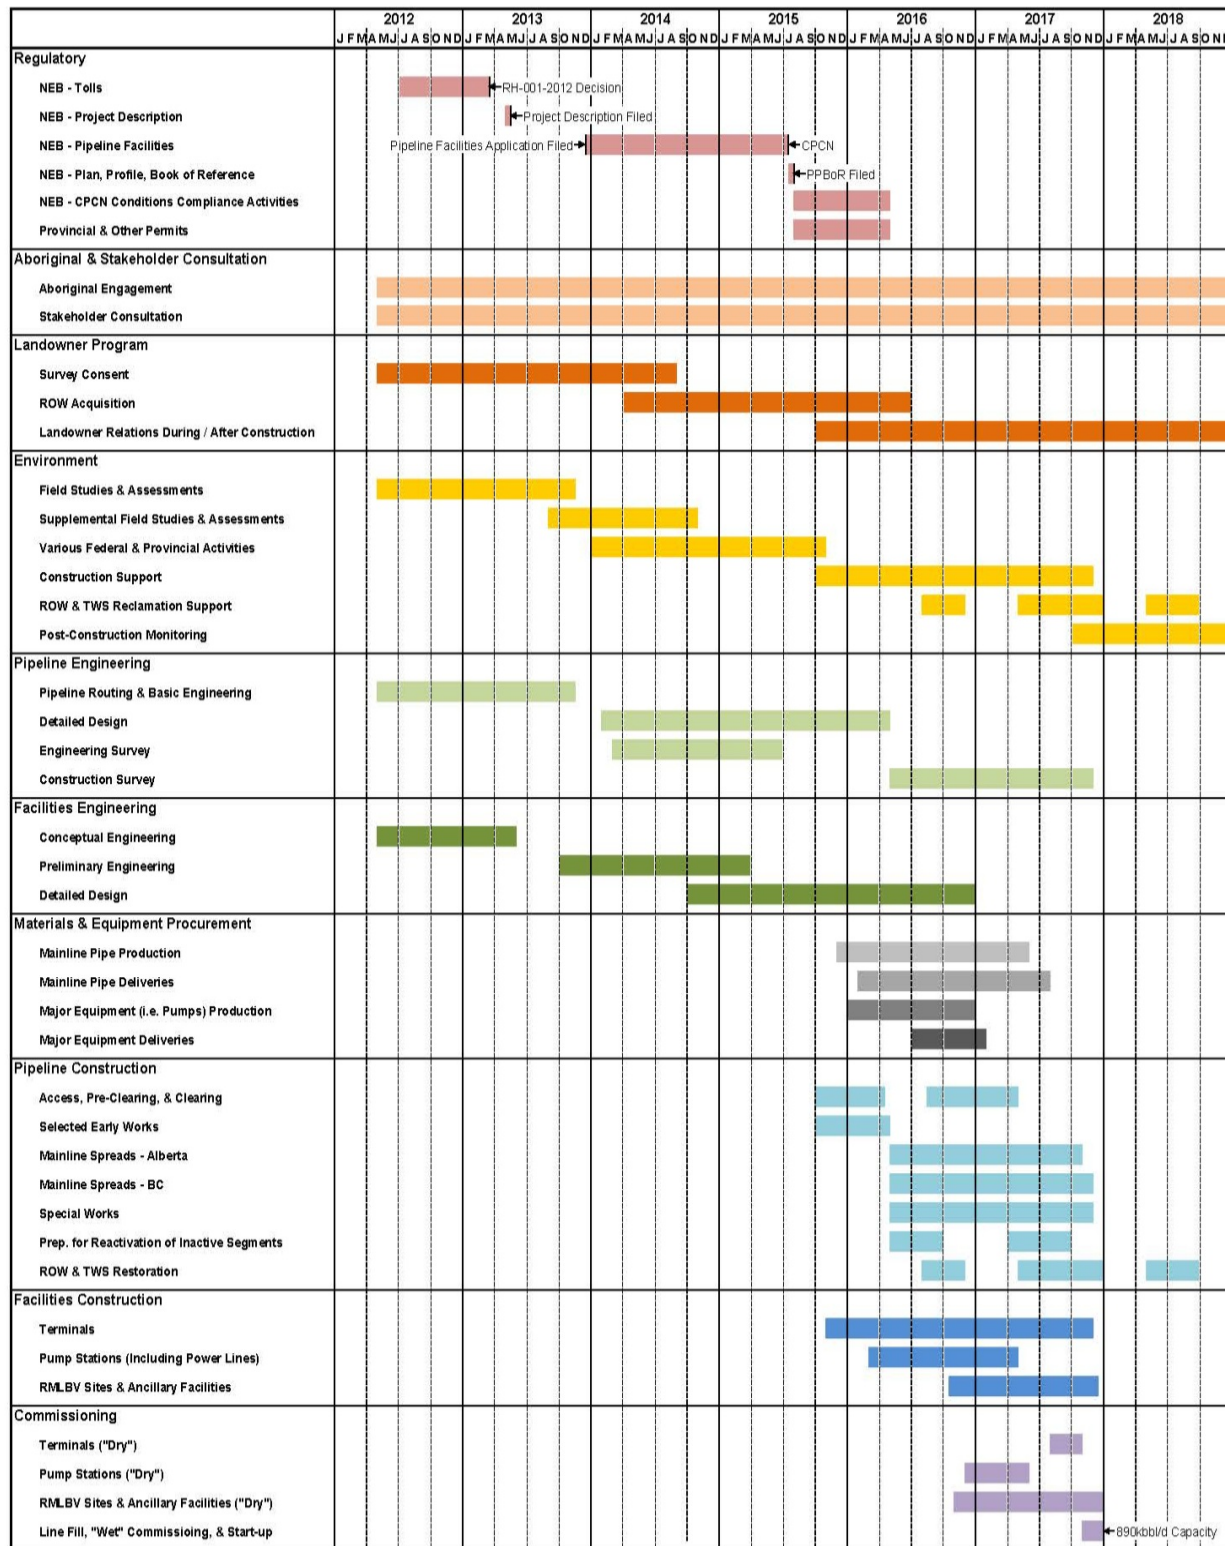 2012 2013 2014 2015 2016 2017 2018
J F M A M J J A S O N D J F M A M J J A S O N D J F M A M J J A S O N D J F M A M J J A S O N D J F M A M J J A S O N D J F M A M J J A S O N D J F M A M J J A S O N
Regulatory
NEB - Tolls RH-001-2012 Decision
NEB - Project Description Project Description Filed
NEB - Pipeline Facilities Pipeline Facilities Application Filed CPCN
NEB - Plan, Profile, Book of Reference PPBoR Filed
NEB - CPCN Conditions Compliance Activities
Provincial & Other Permits
Aboriginal & Stakeholder Consultation
Aboriginal Engagement
Stakeholder Consultation
Landowner Program
Survey Consent
ROW Acquisition
Landowner Relations During / After Construction
Environment
Field Studies & Assessments
Supplemental Field Studies & Assessments
Various Federal & Provincial Activities
Construction Support
ROW & TWS Reclamation Support
Post-Construction Monitoring
Pipeline Engineering
Pipeline Routing & Basic Engineering
Detailed Design
Engineering Survey
Construction Survey
Facilities Engineering
Conceptual Engineering
Preliminary Engineering
Detailed Design
Materials & Equipment Procurement
Mainline Pipe Production
Mainline Pipe Deliveries
Major Equipment (i.e. Pumps) Production
Major Equipment Deliveries
Pipeline Construction
Access, Pre-Clearing, & Clearing
Selected Early Works
Mainline Spreads - Alberta
Mainline Spreads - BC
Special Works
Prep. for Reactivation of Inactive Segments
ROW & TWS Restoration
Facilities Construction
Terminals
Pump Stations (Including Power Lines)
RMLBV Sites & Ancillary Facilities
Commissioning
Terminals ("Dry")
Pump Stations ("Dry")
RMLBV Sites & Ancillary Facilities ("Dry")
Line Fill, "Wet" Commissioing, & Start-up 890kbbl/d Capacity